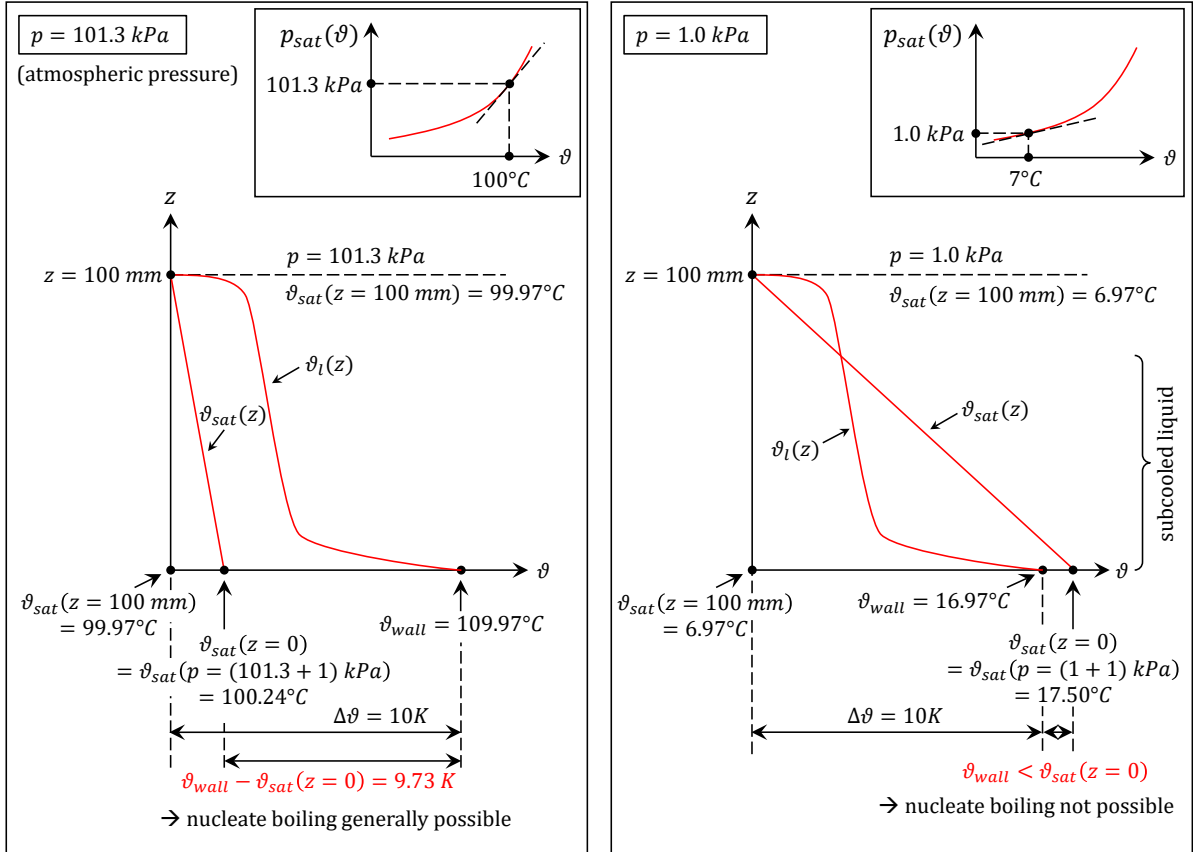 p = 101.3 kPa
(atmospheric pressure)
p_sat(ϑ)
101.3 kPa
100°C
ϑ
z
z = 100 mm
p = 101.3 kPa
ϑ_sat(z = 100 mm) = 99.97°C
ϑ_l(z)
ϑ_sat(z)
ϑ
ϑ_sat(z = 100 mm)
= 99.97°C
ϑ_wall = 109.97°C
ϑ_sat(z = 0)
= ϑ_sat(p = (101.3 + 1) kPa)
= 100.24°C
Δϑ = 10K
ϑ_wall − ϑ_sat(z = 0) = 9.73 K
→ nucleate boiling generally possible
p = 1.0 kPa
p_sat(ϑ)
1.0 kPa
7°C
ϑ
z
z = 100 mm
p = 1.0 kPa
ϑ_sat(z = 100 mm) = 6.97°C
ϑ_sat(z)
ϑ_l(z)
subcooled liquid
ϑ
ϑ_sat(z = 100 mm)
= 6.97°C
ϑ_wall = 16.97°C
ϑ_sat(z = 0)
= ϑ_sat(p = (1 + 1) kPa)
= 17.50°C
Δϑ = 10K
ϑ_wall < ϑ_sat(z = 0)
→ nucleate boiling not possible